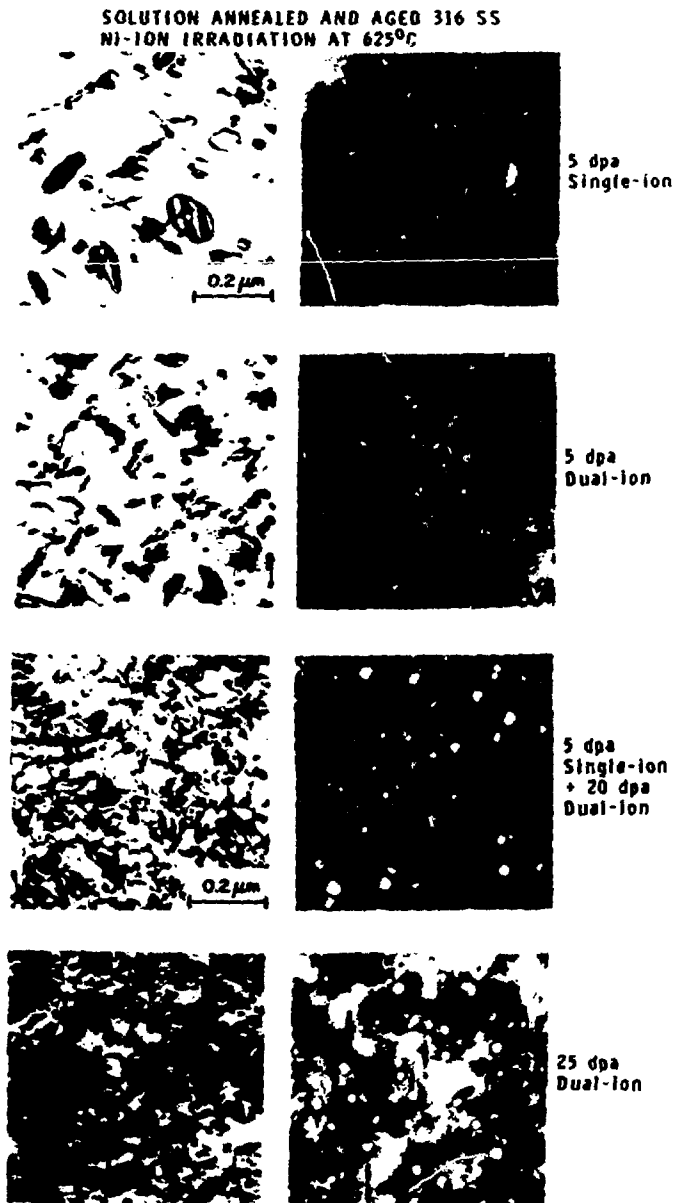 SOLUTION ANNEALED AND AGED 316 SS
NI-ION IRRADIATION AT 625ºC
5 dpa
Single-ion
0.2 μm
5 dpa
Dual-ion
5 dpa
Single-ion
+ 20 dpa
Dual-ion
0.2 μm
25 dpa
Dual-ion